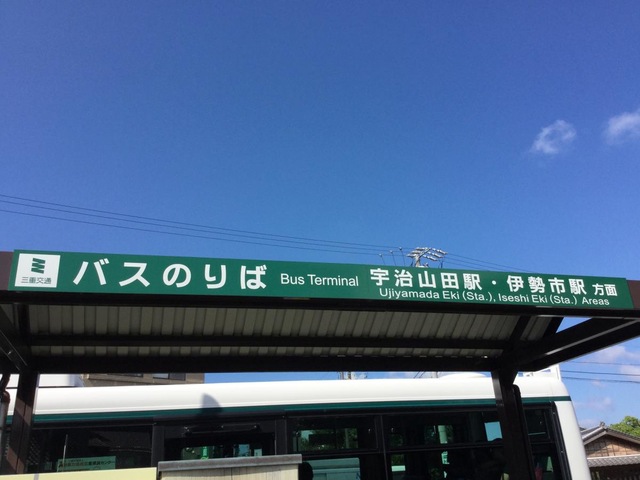 三重交通
バスのりば Bus Terminal 宇治山田駅・伊勢市駅 方面
Ujiyamada Eki (Sta.), Iseshi Eki (Sta.) Areas